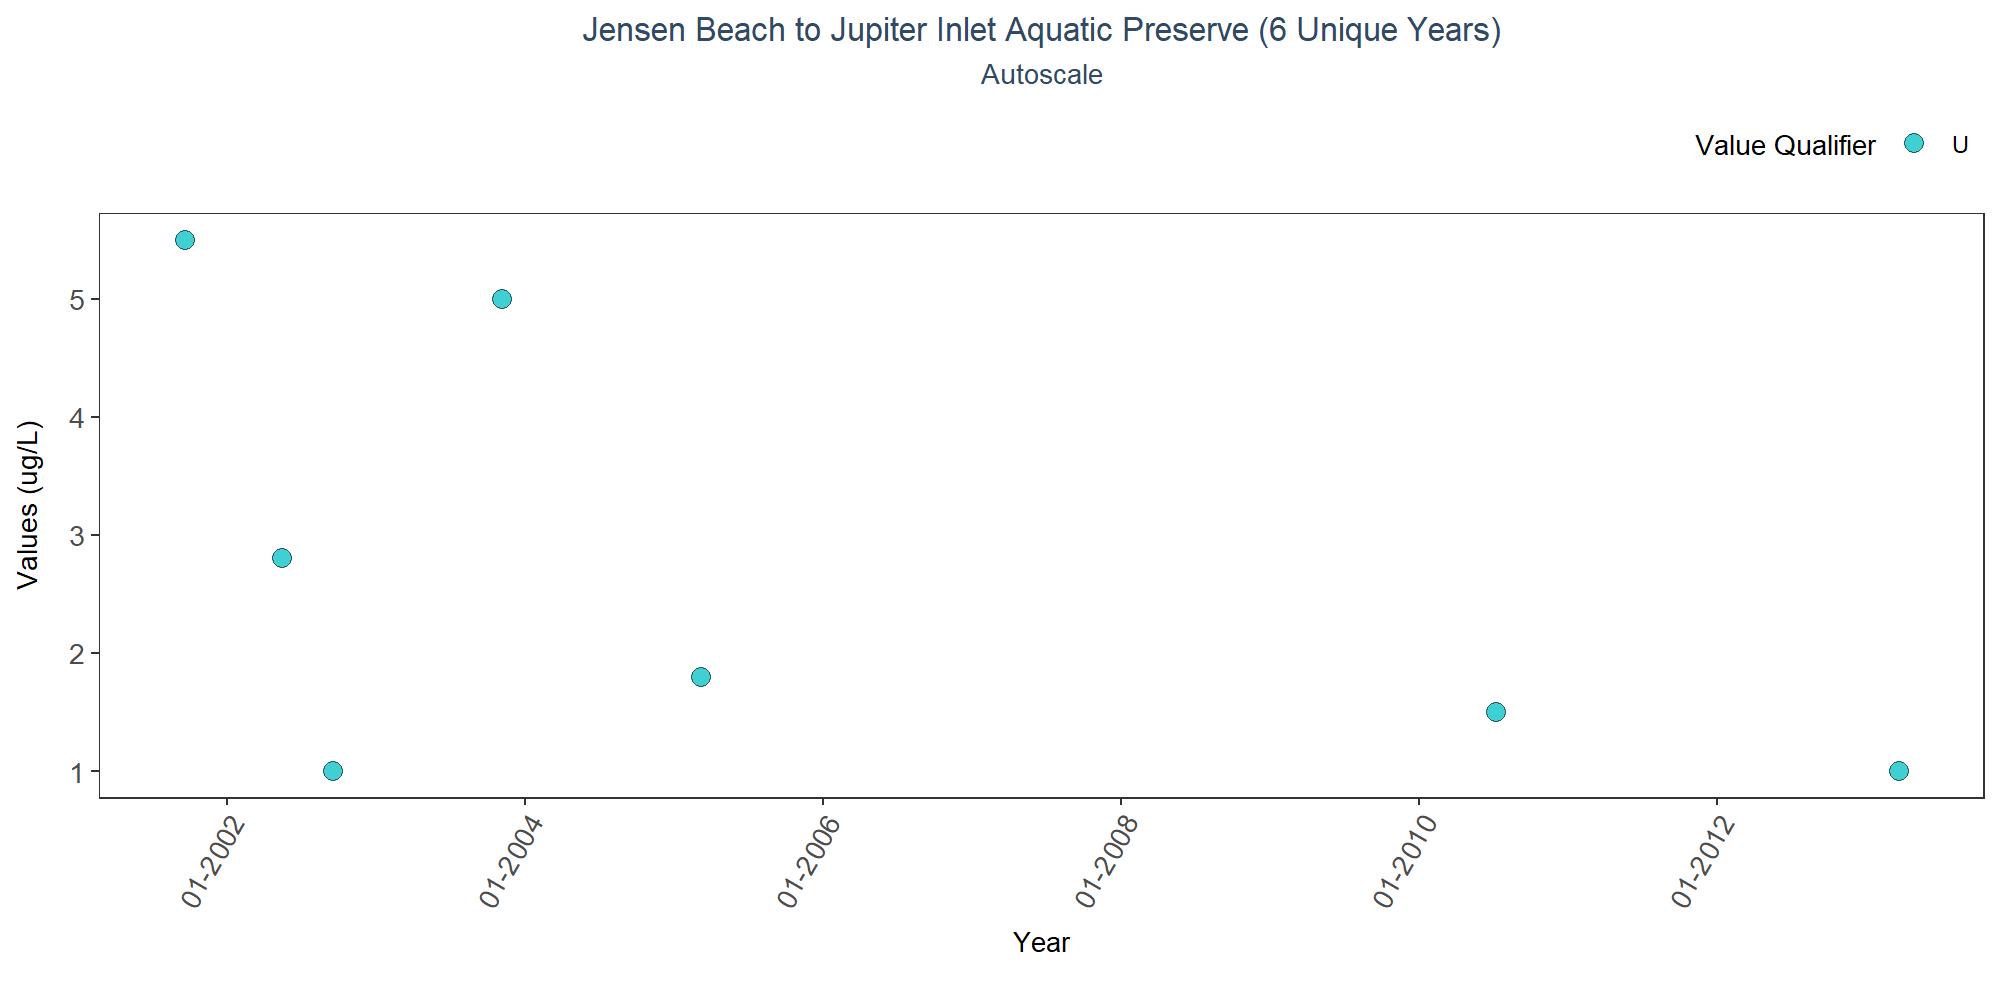 Jensen Beach to Jupiter Inlet Aquatic Preserve (6 Unique Years)
Autoscale
Value Qualifier U
Values (ug/L)
5
4
3
2
1
01-2002 01-2004 01-2006 01-2008 01-2010 01-2012
Year